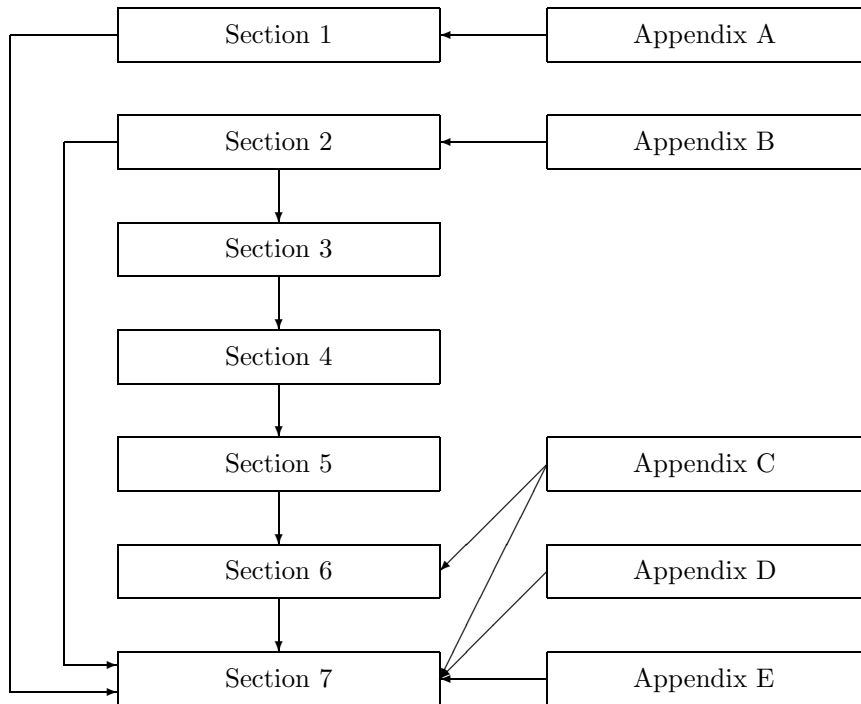 Section 1
Appendix A
Section 2
Appendix B
Section 3
Section 4
Section 5
Appendix C
Section 6
Appendix D
Section 7
Appendix E